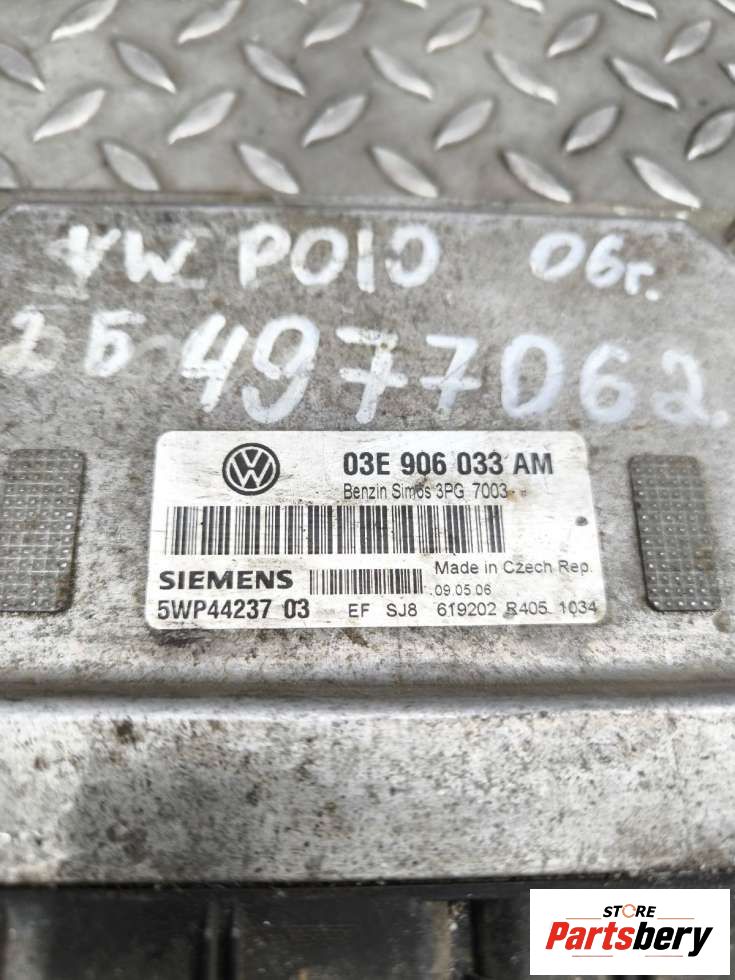 VW POLO 06г.
25 4977062.
03E 906 033 AM
Benzin Simos 3PG 7003
SIEMENS
Made in Czech Rep.
09.05.06
5WP44237 03 EF SJ8 619202 R405 1034
STORE
Partsbery